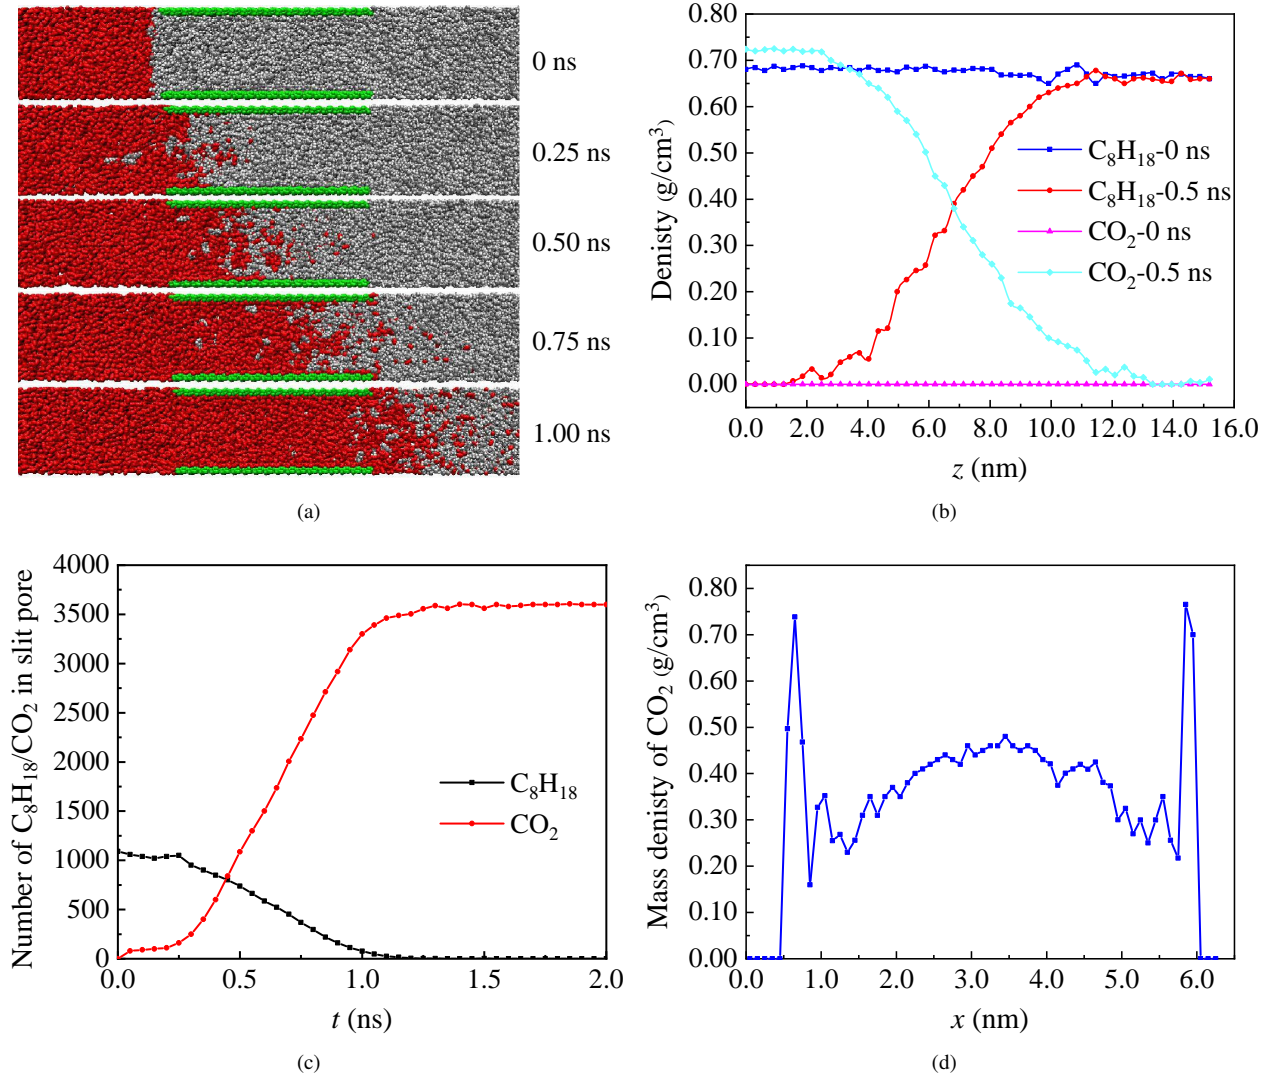 0 ns
0.25 ns
0.50 ns
0.75 ns
1.00 ns
(a)
0.80
0.70
0.60
0.50
0.40
0.30
0.20
0.10
0.00
Denisty (g/cm³)
C₈H₁₈-0 ns
C₈H₁₈-0.5 ns
CO₂-0 ns
CO₂-0.5 ns
0.0 2.0 4.0 6.0 8.0 10.0 12.0 14.0 16.0
z (nm)
(b)
4000
3500
3000
2500
2000
1500
1000
500
0
Number of C₈H₁₈/CO₂ in slit pore
C₈H₁₈
CO₂
0.0 0.5 1.0 1.5 2.0
t (ns)
(c)
0.80
0.70
0.60
0.50
0.40
0.30
0.20
0.10
0.00
Mass denisty of CO₂ (g/cm³)
0.0 1.0 2.0 3.0 4.0 5.0 6.0
x (nm)
(d)